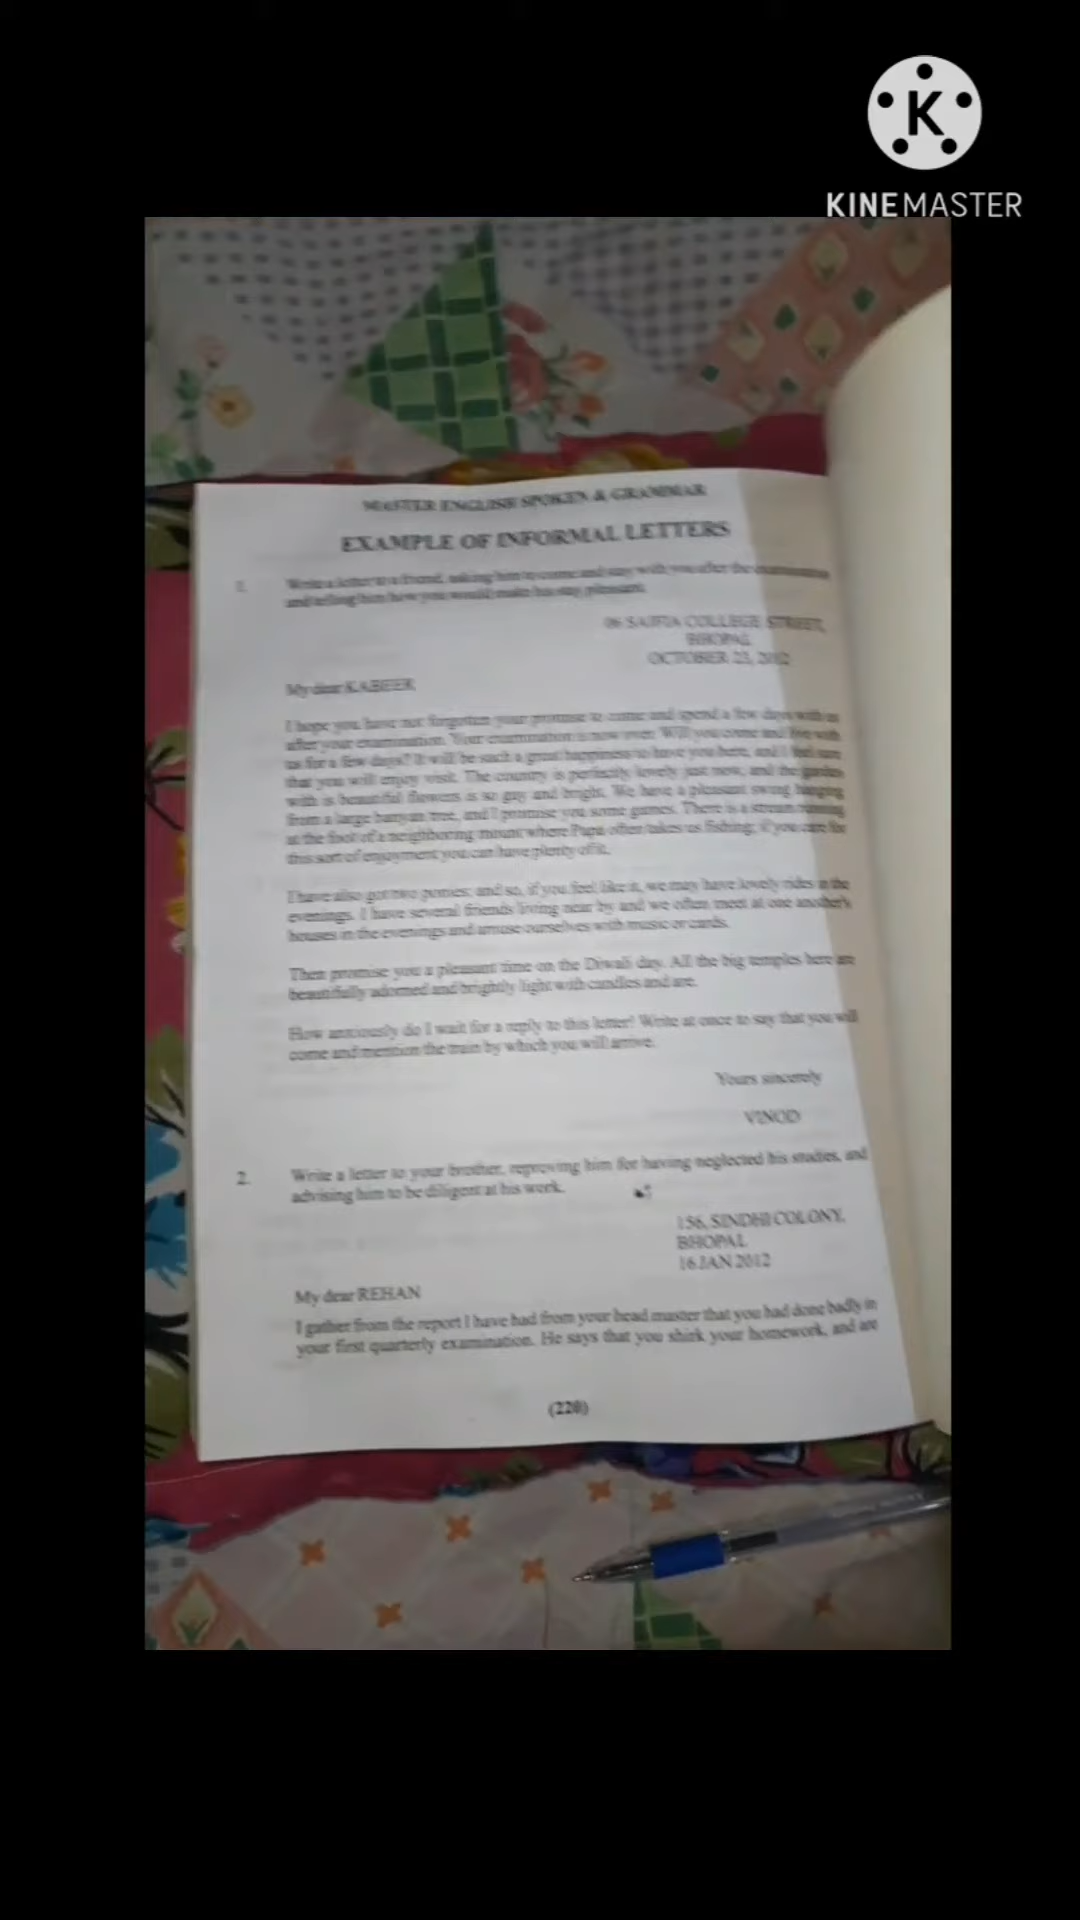 KINEMASTER
MASTER ENGLISH SPOKEN & GRAMMAR
EXAMPLE OF INFORMAL LETTERS
1. Write a letter to a friend, asking him to come and stay with you after the examination
and telling him how you would make his stay pleasant.
06 SAIFIA COLLEGE STREET,
BHOPAL
OCTOBER 23, 2012
My dear KABEER
I hope you have not forgotten your promise to come and spend a few days with us
after your examination. Your examination is now over. Will you come and live with
us for a few days? It will be such a great happiness to have you here, and I feel sure
that you will enjoy visit. The country is perfectly lovely just now, and the garden
with is beautiful flowers is so gay and bright. We have a pleasant swing hanging
from a large banyan tree, and I promise you some games. There is a stream running
at the foot of a neighboring mount where Papa often takes us fishing; if you care for
this sort of enjoyment you can have plenty of it.
I have also got two ponies; and so, if you feel like it, we may have lovely rides in the
evenings. I have several friends living near by and we often meet at one another's
houses in the evenings and amuse ourselves with music or cards.
Then promise you a pleasant time on the Diwali day. All the big temples here are
beautifully adorned and brightly light with candles and are.
How anxiously do I wait for a reply to this letter! Write at once to say that you will
come and mention the train by which you will arrive.
Yours sincerely
VINOD
2. Write a letter to your brother, reproving him for having neglected his studies, and
advising him to be diligent at his work.
156, SINDHI COLONY,
BHOPAL
16 JAN 2012
My dear REHAN
I gather from the report I have had from your head master that you had done badly in
your first quarterly examination. He says that you shirk your homework, and are
(220)